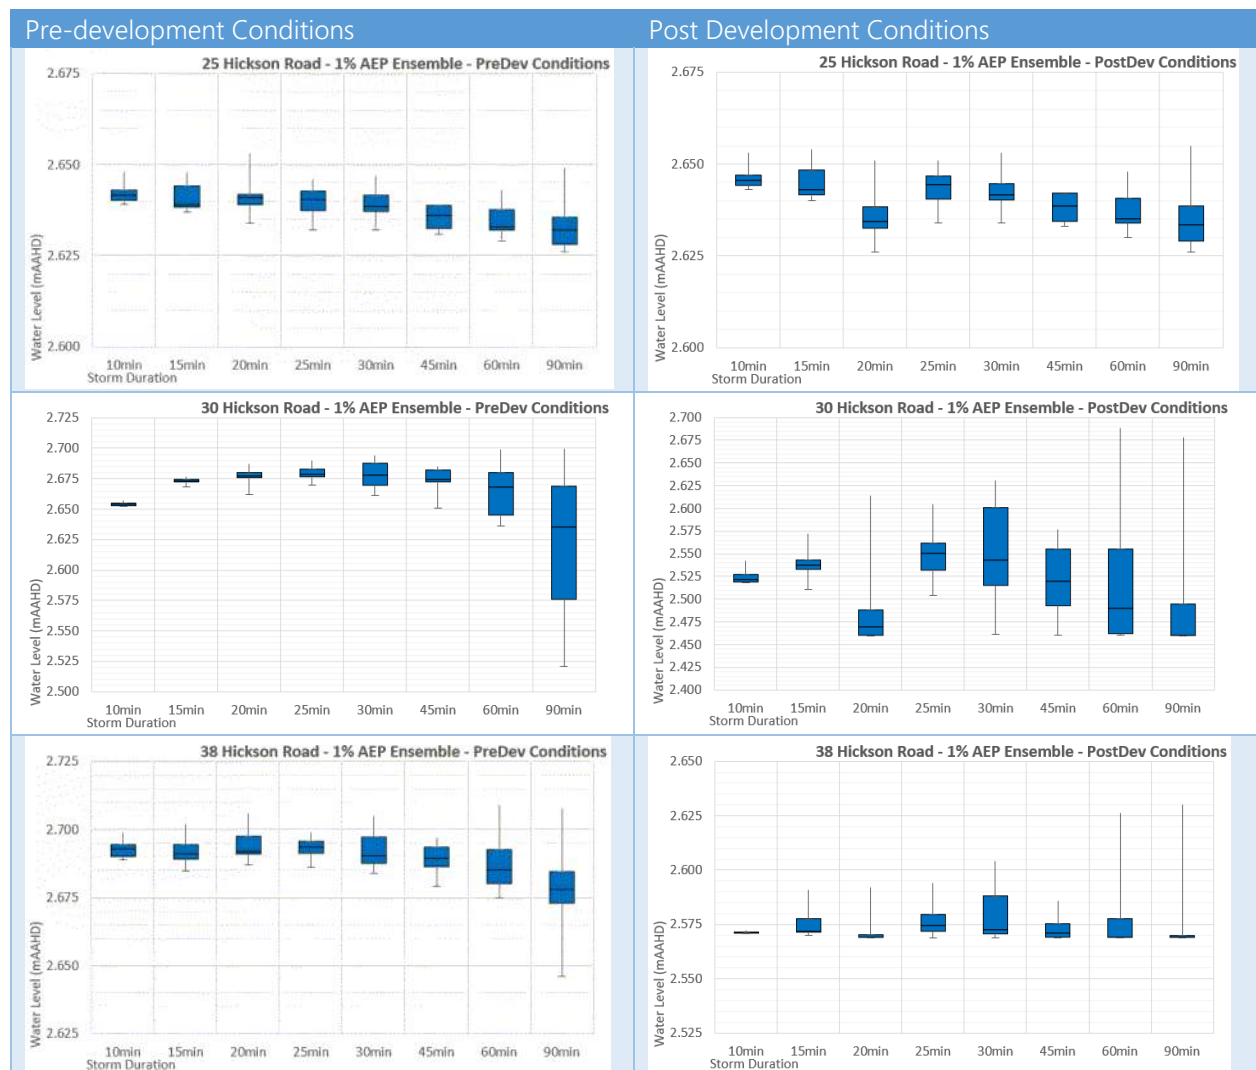 Pre-development Conditions
Post Development Conditions
25 Hickson Road - 1% AEP Ensemble - PreDev Conditions
2.675
2.650
2.625
2.600
Water Level (mAAHD)
10min 15min 20min 25min 30min 45min 60min 90min
Storm Duration
25 Hickson Road - 1% AEP Ensemble - PostDev Conditions
2.675
2.650
2.625
2.600
Water Level (mAAHD)
10min 15min 20min 25min 30min 45min 60min 90min
Storm Duration
30 Hickson Road - 1% AEP Ensemble - PreDev Conditions
2.725
2.700
2.675
2.650
2.625
2.600
2.575
2.550
2.525
2.500
Water Level (mAAHD)
10min 15min 20min 25min 30min 45min 60min 90min
Storm Duration
30 Hickson Road - 1% AEP Ensemble - PostDev Conditions
2.700
2.675
2.650
2.625
2.600
2.575
2.550
2.525
2.500
2.475
2.450
2.425
2.400
Water Level (mAAHD)
10min 15min 20min 25min 30min 45min 60min 90min
Storm Duration
38 Hickson Road - 1% AEP Ensemble - PreDev Conditions
2.725
2.700
2.675
2.650
2.625
Water Level (mAAHD)
10min 15min 20min 25min 30min 45min 60min 90min
Storm Duration
38 Hickson Road - 1% AEP Ensemble - PostDev Conditions
2.650
2.625
2.600
2.575
2.550
2.525
Water Level (mAAHD)
10min 15min 20min 25min 30min 45min 60min 90min
Storm Duration